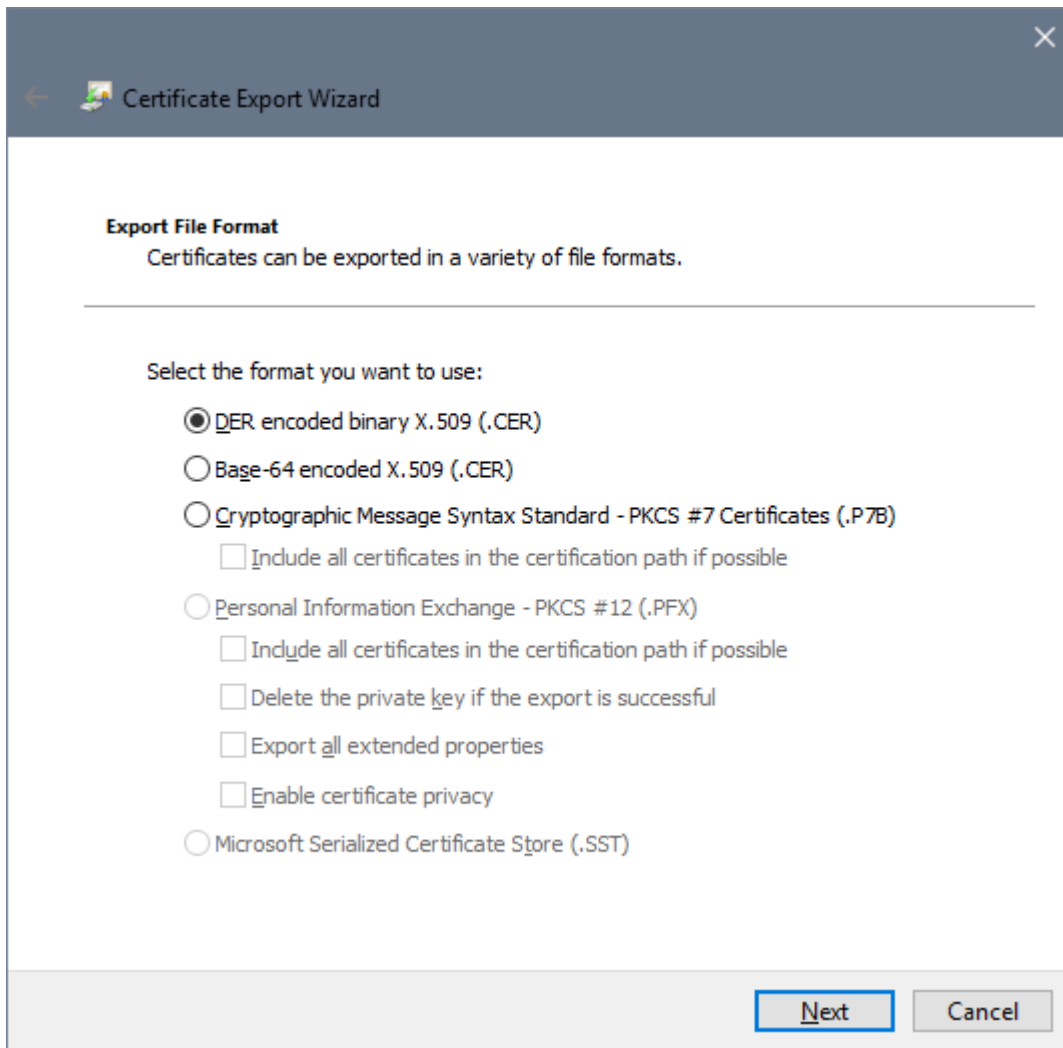 Certificate Export Wizard
Export File Format
Certificates can be exported in a variety of file formats.
Select the format you want to use:
DER encoded binary X.509 (.CER)
Base-64 encoded X.509 (.CER)
Cryptographic Message Syntax Standard - PKCS #7 Certificates (.P7B)
Include all certificates in the certification path if possible
Personal Information Exchange - PKCS #12 (.PFX)
Include all certificates in the certification path if possible
Delete the private key if the export is successful
Export all extended properties
Enable certificate privacy
Microsoft Serialized Certificate Store (.SST)
Next Cancel